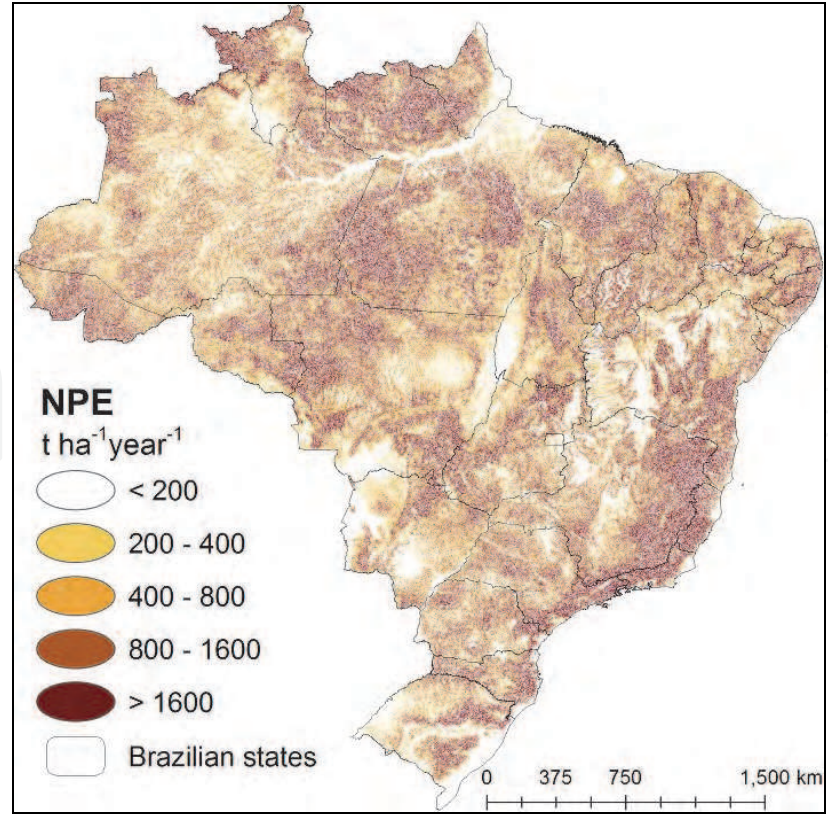 NPE
t ha⁻¹year⁻¹
< 200
200 - 400
400 - 800
800 - 1600
> 1600
Brazilian states
0 375 750 1,500 km